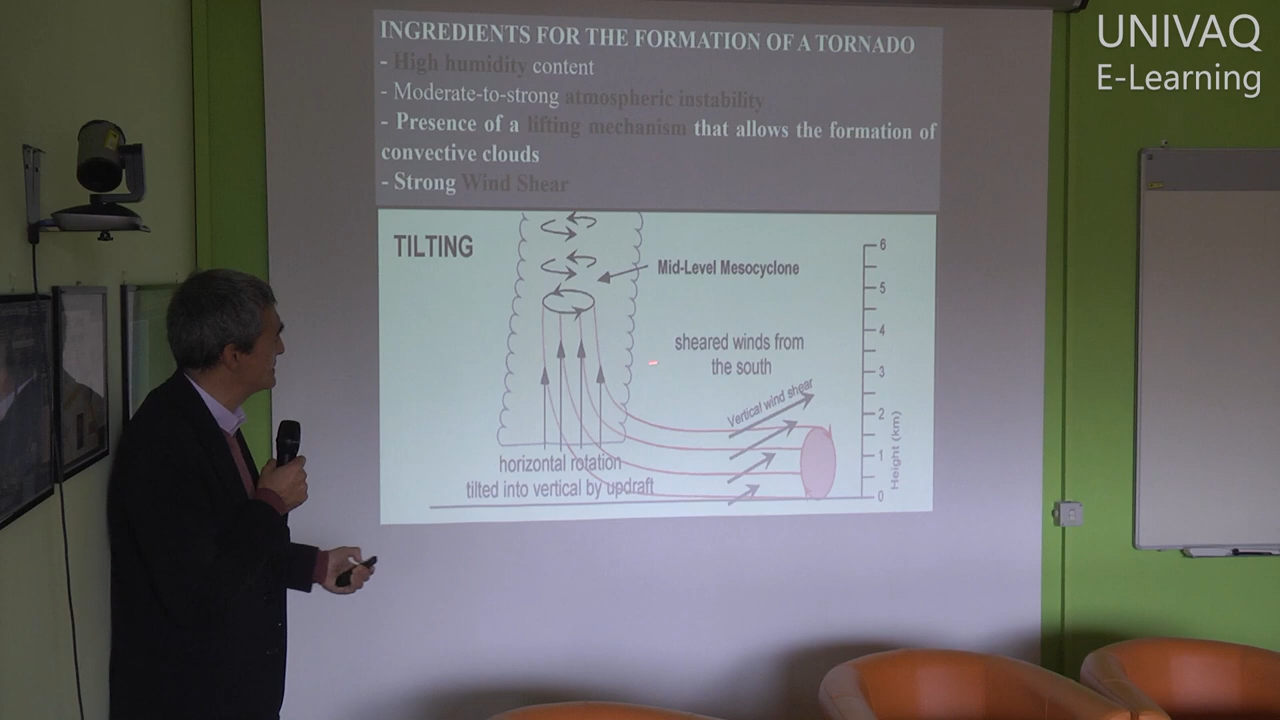 UNIVAQ
E-Learning
INGREDIENTS FOR THE FORMATION OF A TORNADO
- High humidity content
- Moderate-to-strong atmospheric instability
- Presence of a lifting mechanism that allows the formation of
convective clouds
- Strong Wind Shear
TILTING
Mid-Level Mesocyclone
sheared winds from
the south
Vertical wind shear
horizontal rotation
tilted into vertical by updraft
6
5
4
3
2
1
0
Height (km)